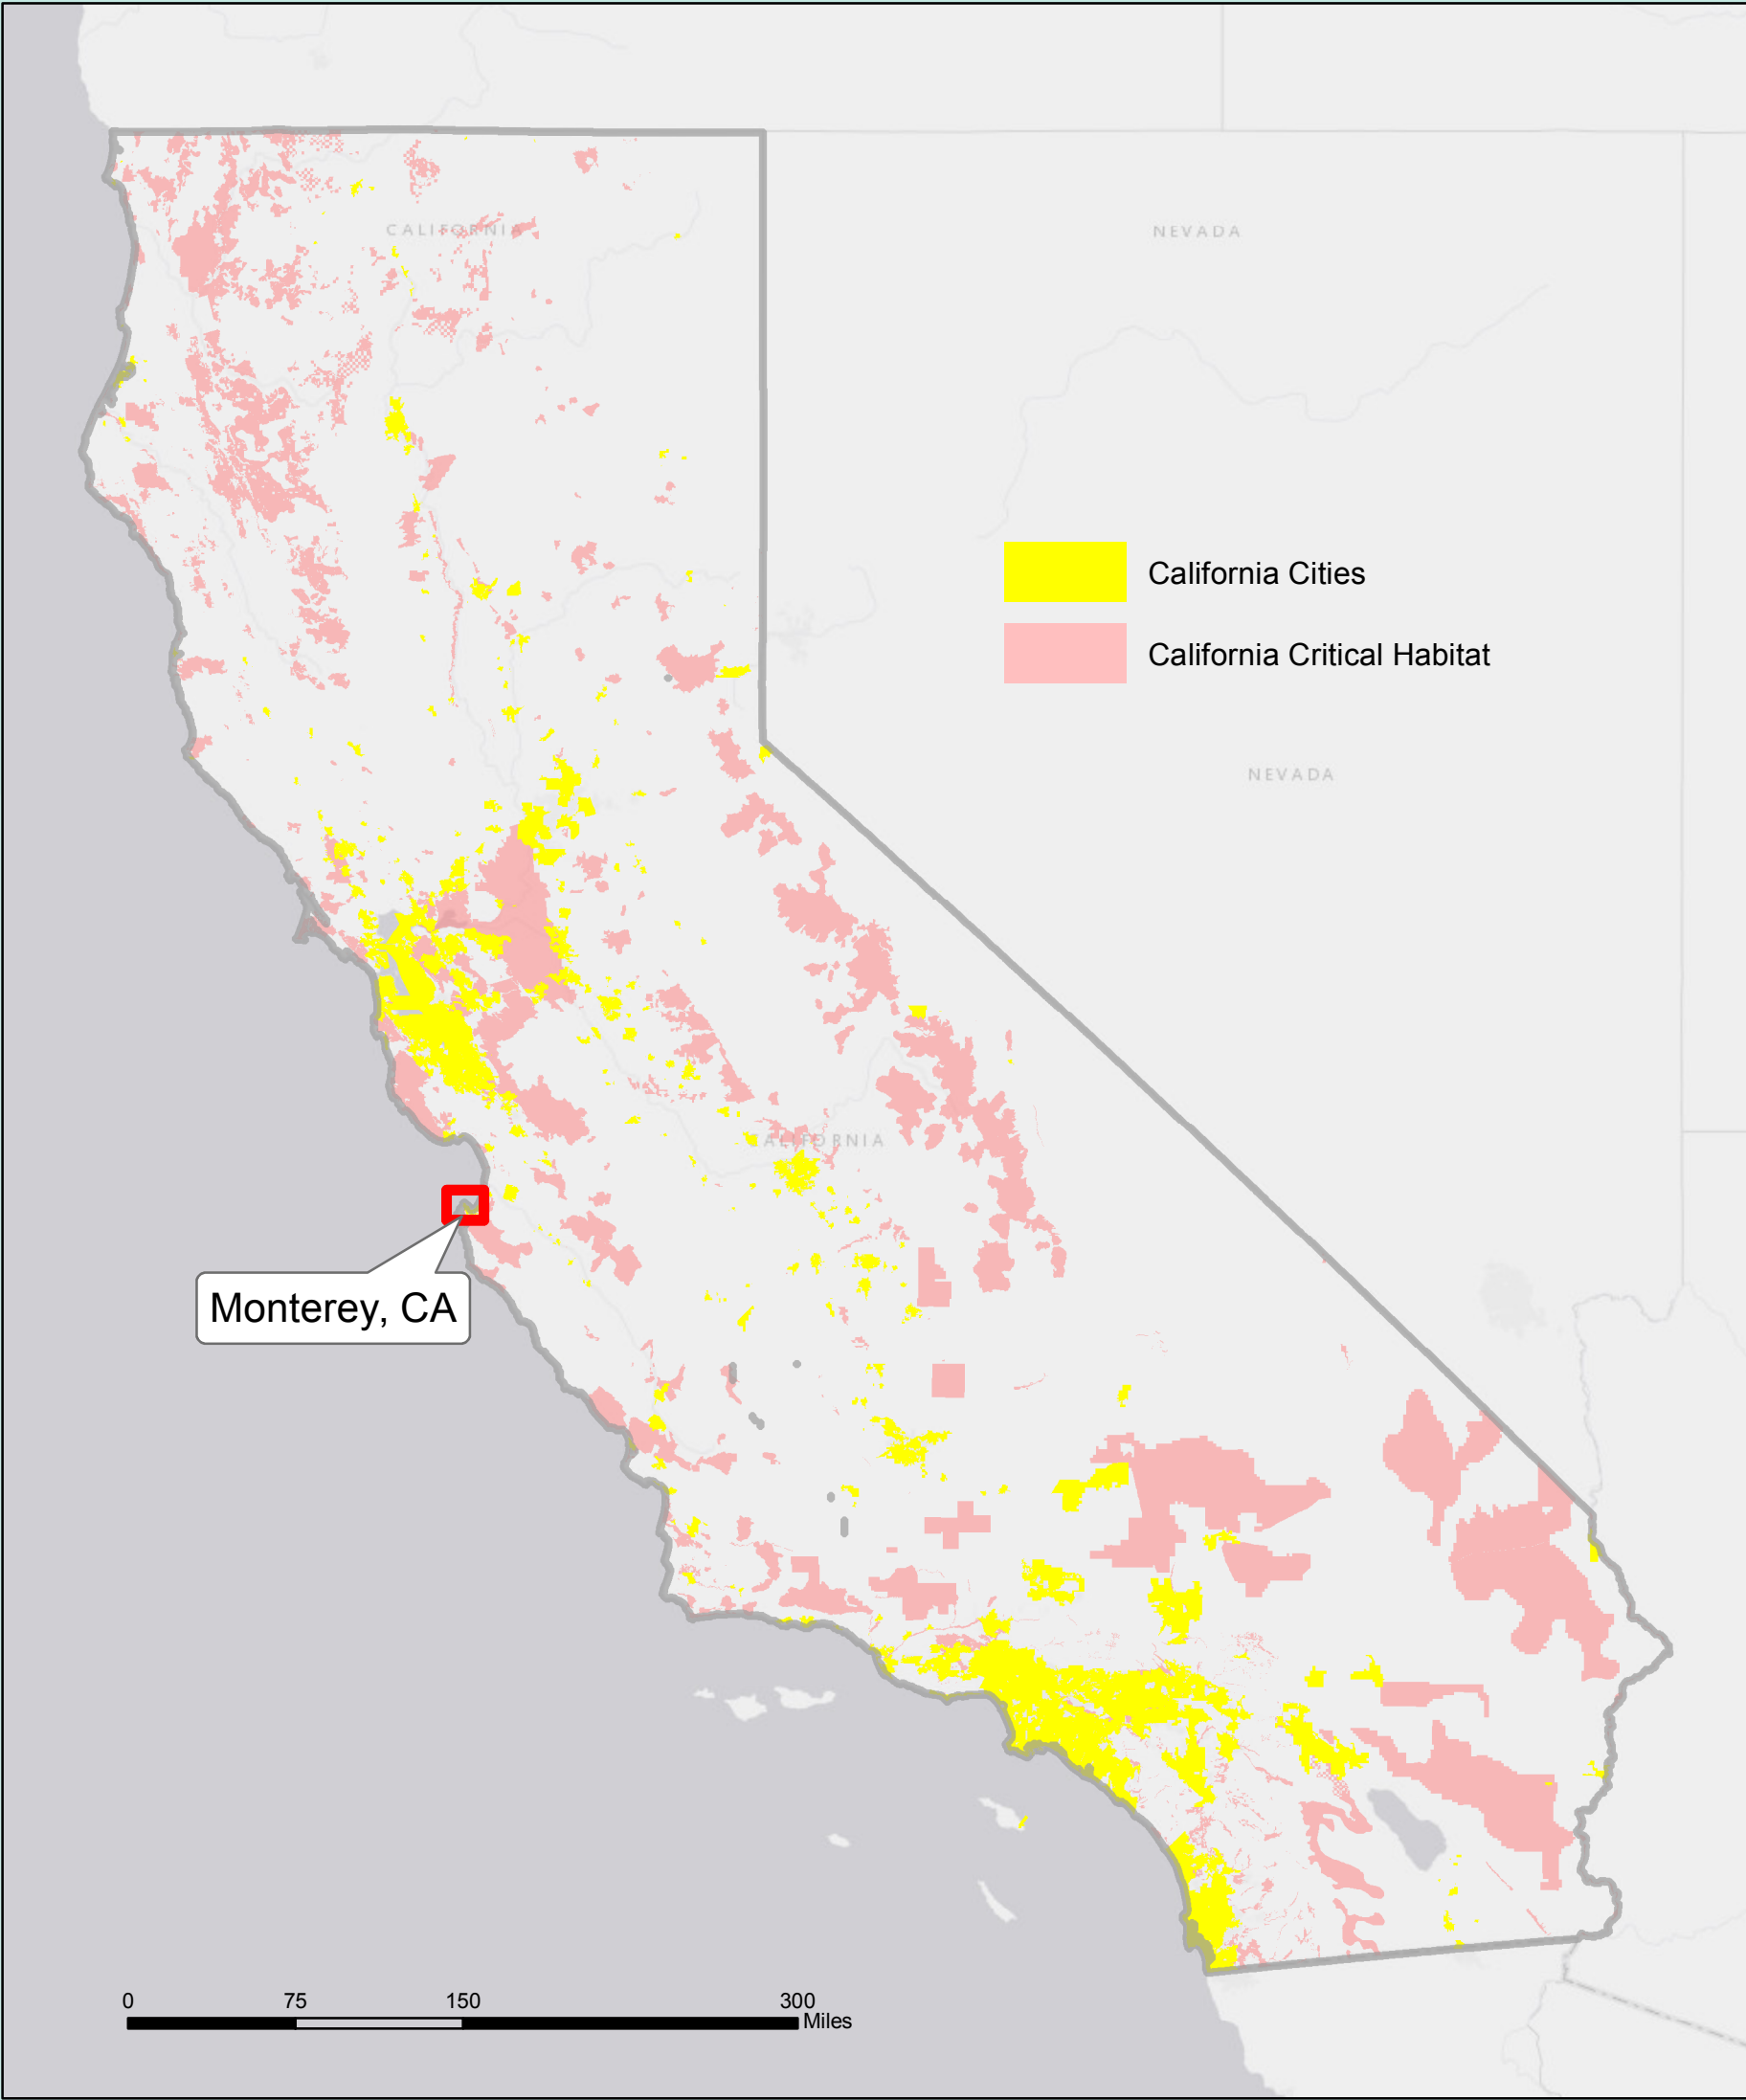 CALIFORNIA
NEVADA
California Cities
California Critical Habitat
NEVADA
CALIFORNIA
Monterey, CA
0 75 150 300
Miles